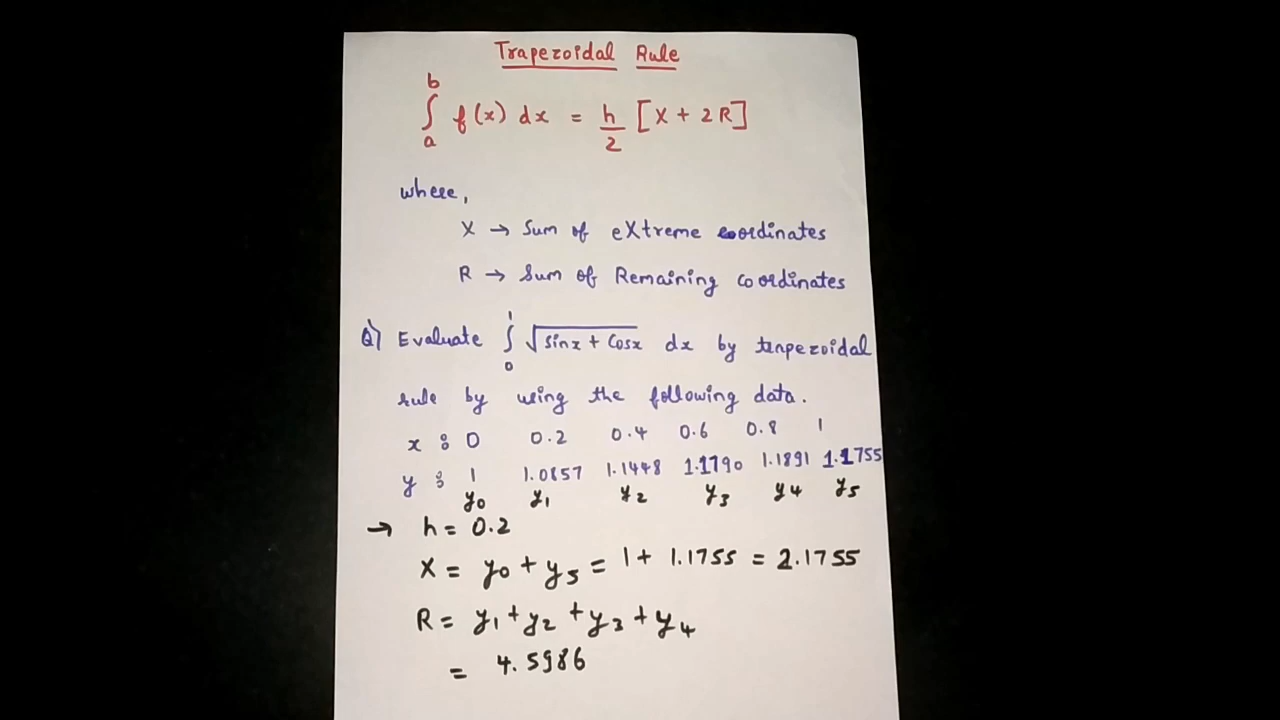 Trapezoidal Rule
∫ₐᵇ f(x) dx = h/2 [X + 2R]
where,
X → Sum of eXtreme coordinates
R → Sum of Remaining coordinates
Q) Evaluate ∫₀¹ √(sinx + Cosx) dx by trapezoidal
rule by using the following data.
x : 0 0.2 0.4 0.6 0.8 1
y : 1 1.0857 1.1448 1.1790 1.1891 1.1755
y₀ y₁ y₂ y₃ y₄ y₅
→ h = 0.2
X = y₀ + y₅ = 1 + 1.1755 = 2.1755
R = y₁ + y₂ + y₃ + y₄
= 4.5986